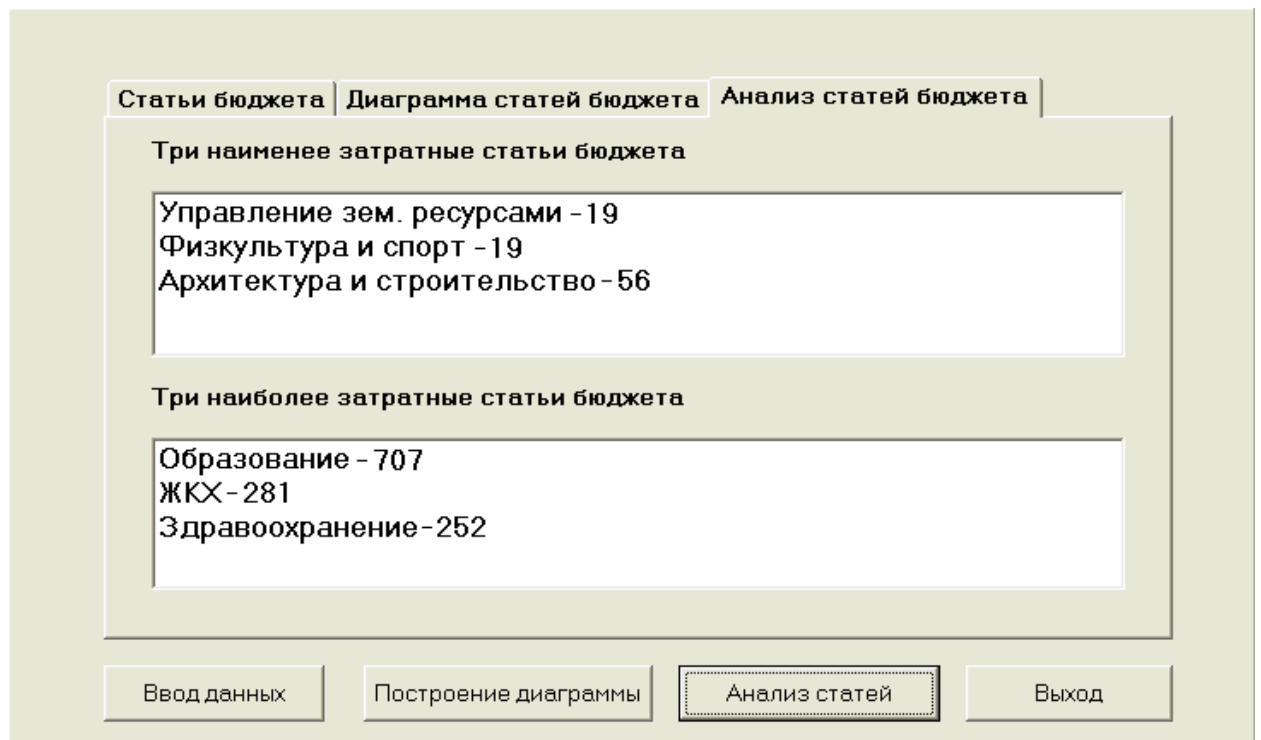 Статьи бюджета Диаграмма статей бюджета Анализ статей бюджета
Три наименее затратные статьи бюджета
Управление зем. ресурсами -19
Физкультура и спорт -19
Архитектура и строительство-56
Три наиболее затратные статьи бюджета
Образование -707
ЖКХ-281
Здравоохранение-252
Ввод данных Построение диаграммы Анализ статей Выход